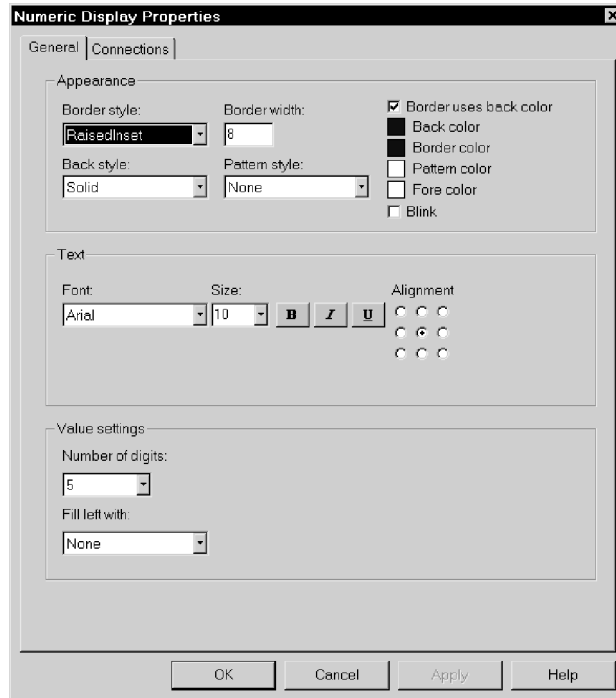 Numeric Display Properties
General Connections
Appearance
Border style: Border width: Border uses back color
RaisedInset 8 Back color
Border color
Back style: Pattern style: Pattern color
Solid None Fore color
Blink
Text
Font: Size: Alignment
Arial 10 B I U
Value settings
Number of digits:
5
Fill left with:
None
OK Cancel Apply Help